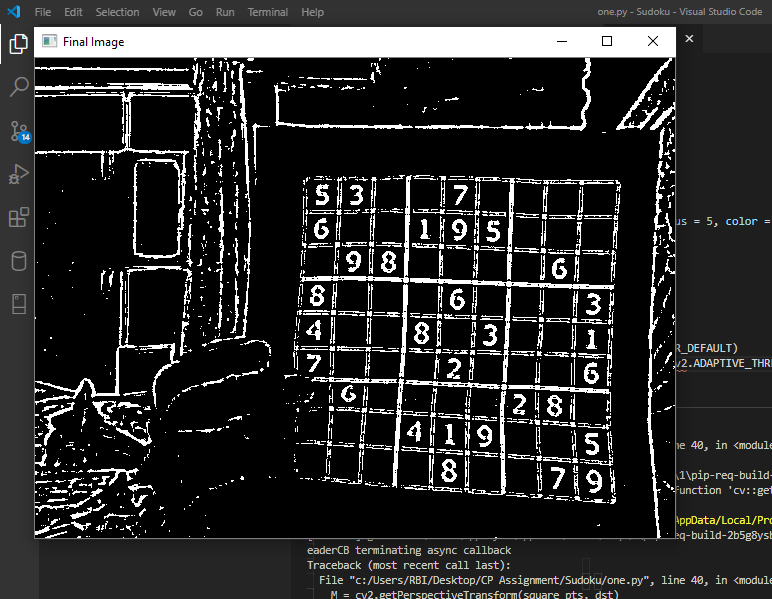 File Edit Selection View Go Run Terminal Help one.py - Sudoku - Visual Studio Code
Final Image
14
5 3 7
6 1 9 5
9 8 6
8 6 3
4 8 3 1
7 2 6
6 2 8
4 1 9 5
8 7 9
us = 5, color =
R_DEFAULT)
v2.ADAPTIVE_THR
ne 40, in <module
\1\pip-req-build-
function 'cv::get
AppData/Local/Pro
eq-build-2b5g8ysb
eaderCB terminating async callback
Traceback (most recent call last):
File "c:/Users/RBI/Desktop/CP Assignment/Sudoku/one.py", line 40, in <module
M = cv2.getPerspectiveTransform(square_pts, dst)